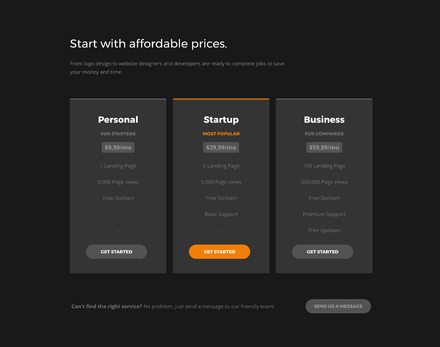 Start with affordable prices.
From logo design to website designers and developers are ready to complete jobs to save
your money and time.
Personal
FOR STARTERS
$9,99/mo
1 Landing Page
5,000 Page views
Free Domain
-
-
GET STARTED
Startup
MOST POPULAR
$29,99/mo
5 Landing Page
5,000 Page views
Free Domain
Basic Support
-
GET STARTED
Business
FOR COMPANIES
$59,99/mo
100 Landing Page
200,000 Page views
Free Domain
Premium Support
Free Updates
GET STARTED
Can't find the right service? No problem, just send a message to our friendly team!
SEND US A MESSAGE